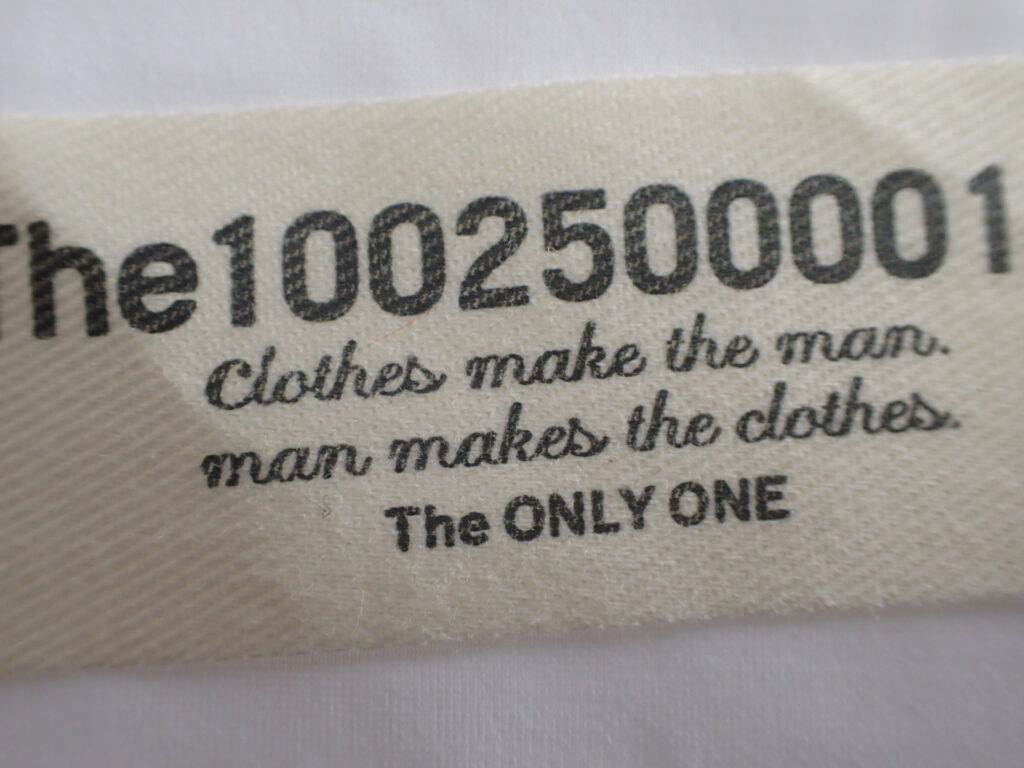 The1002500001
Clothes make the man.
man makes the clothes.
The ONLY ONE